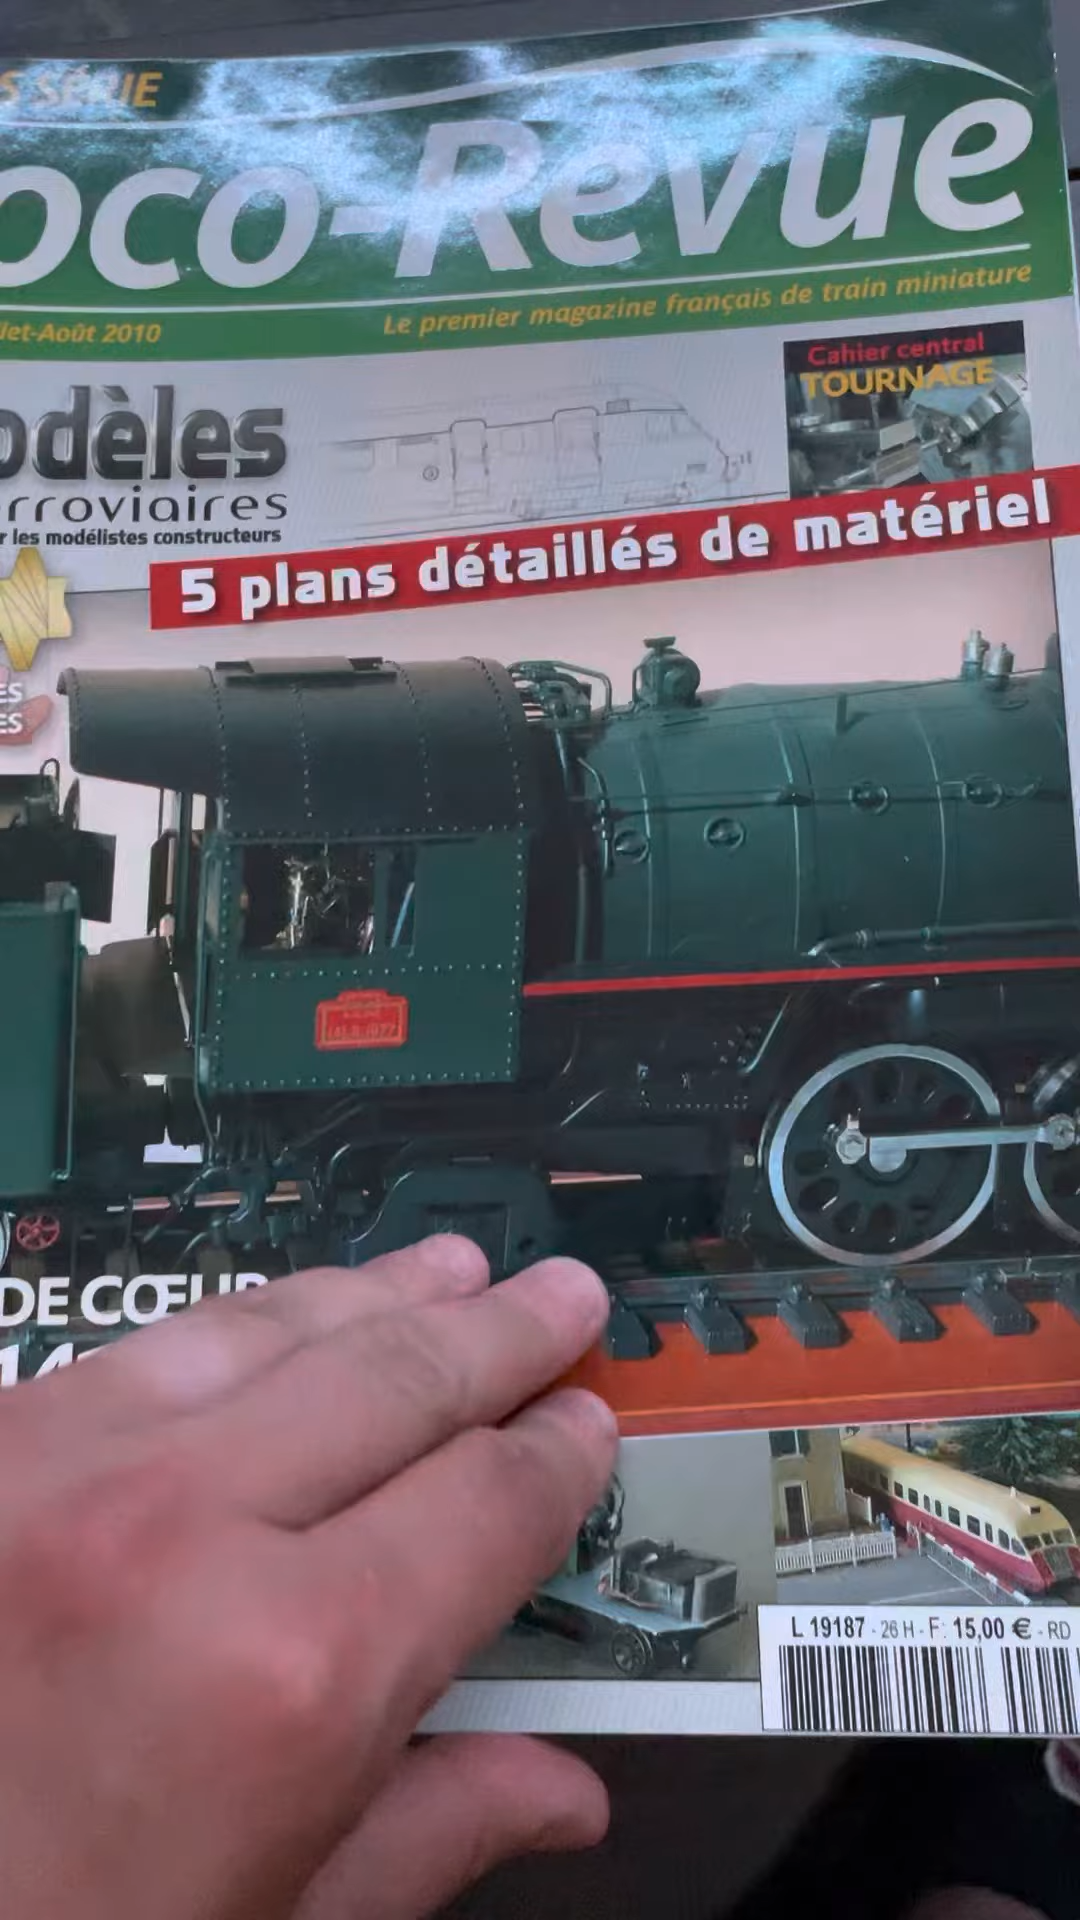 S SÉRIE
oco-Revue
llet-Août 2010
Le premier magazine français de train miniature
Cahier central
TOURNAGE
odèles
erroviaires
r les modélistes constructeurs
5 plans détaillés de matériel
ES
ES
DE CŒUR
L 19187 - 26 H - F: 15,00 € - RD